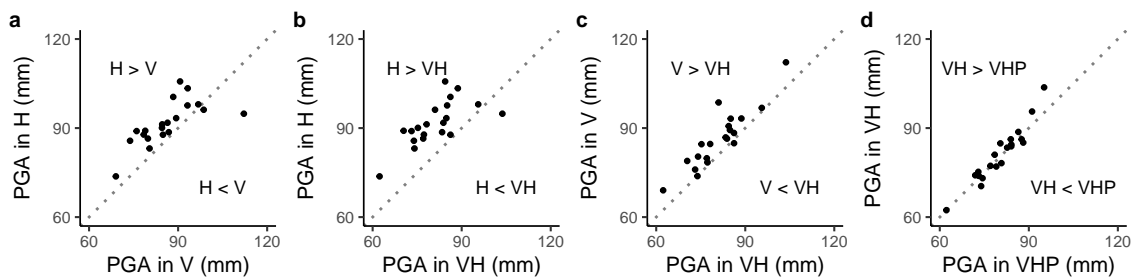 a
120
90
60
PGA in H (mm)
H > V
H < V
60
90
120
PGA in V (mm)
b
120
90
60
PGA in H (mm)
H > VH
H < VH
60
90
120
PGA in VH (mm)
c
120
90
60
PGA in V (mm)
V > VH
V < VH
60
90
120
PGA in VH (mm)
d
120
90
60
PGA in VH (mm)
VH > VHP
VH < VHP
60
90
120
PGA in VHP (mm)